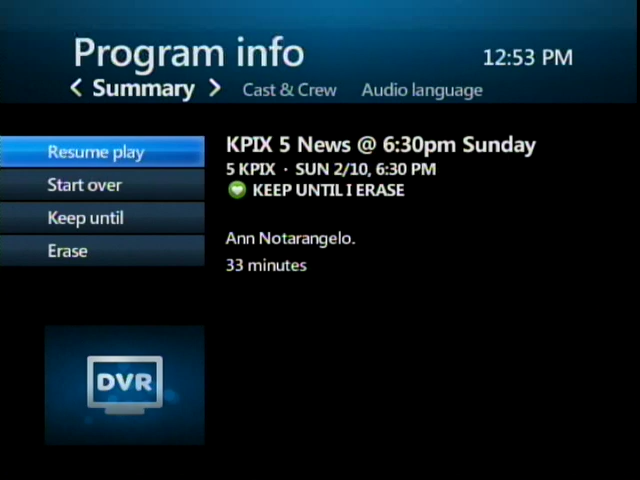 Program info
12:53 PM
< Summary >
Cast & Crew
Audio language
Resume play
Start over
Keep until
Erase
KPIX 5 News @ 6:30pm Sunday
5 KPIX · SUN 2/10, 6:30 PM
KEEP UNTIL I ERASE
Ann Notarangelo.
33 minutes
DVR